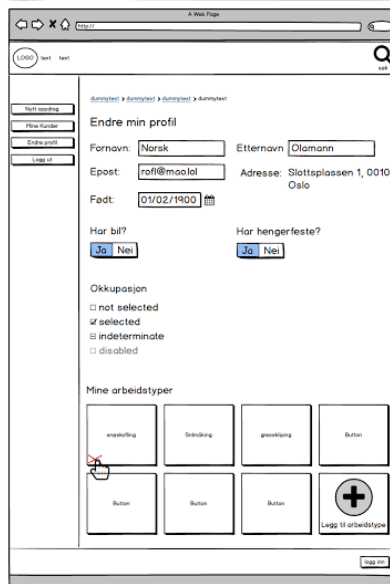 A Web Page
http://
LOGO text text
søk
dummytext > dummytext > dummytext > dummytext
Nytt oppdrag
Mine Kunder
Endre profil
Logg ut
Endre min profil
Fornavn: Norsk Etternavn Olamann
Epost: rofl@mao.lol Adresse: Slottsplassen 1, 0010
Oslo
Født: 01/02/1900
Har bil? Har hengerfeste?
Ja Nei Ja Nei
Okkupasjon
not selected
selected
indeterminate
disabled
Mine arbeidstyper
Snømåking Button
Button Button Button
Legg til arbeidstype
logg inn